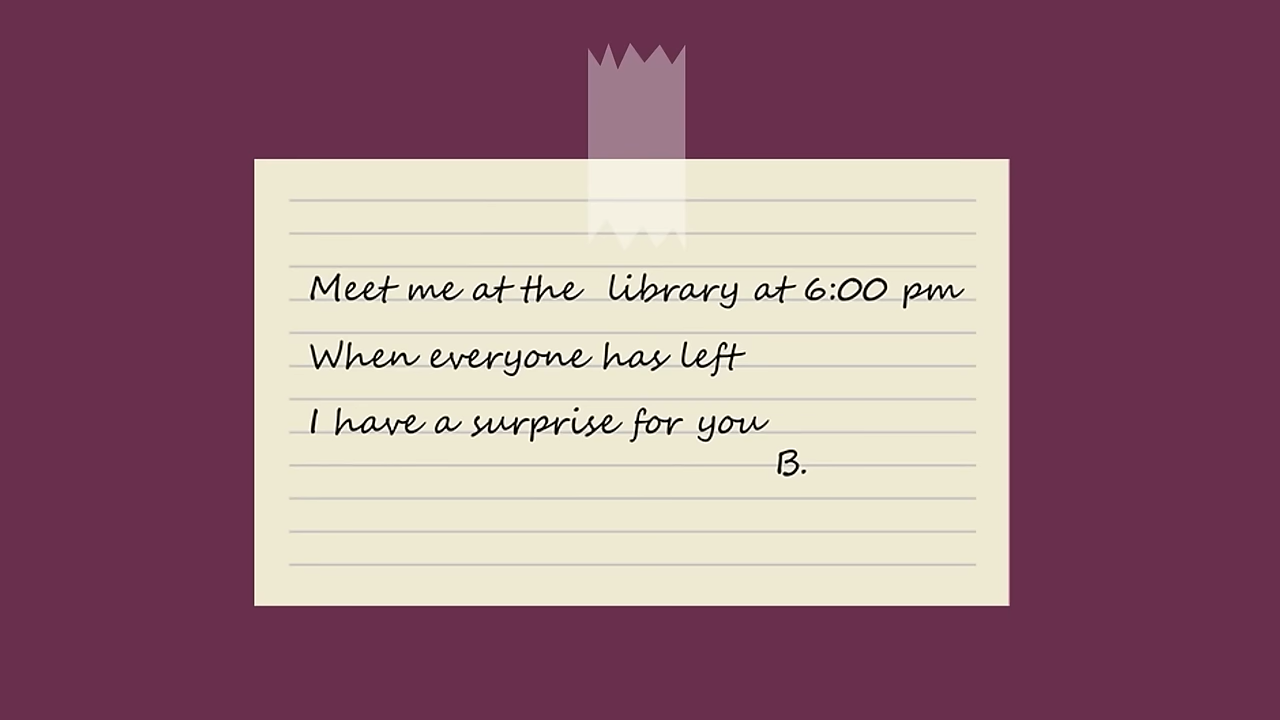 Meet me at the library at 6:00 pm
When everyone has left
I have a surprise for you
B.